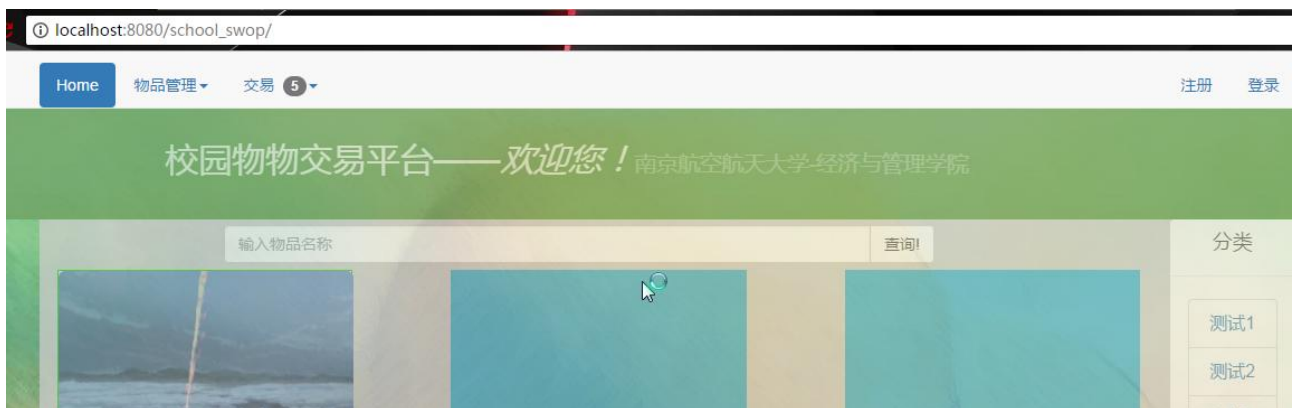 localhost:8080/school_swop/
Home 物品管理 交易 5 注册 登录
校园物物交易平台——欢迎您！南京航空航天大学-经济与管理学院
输入物品名称 查询! 分类
测试1
测试2